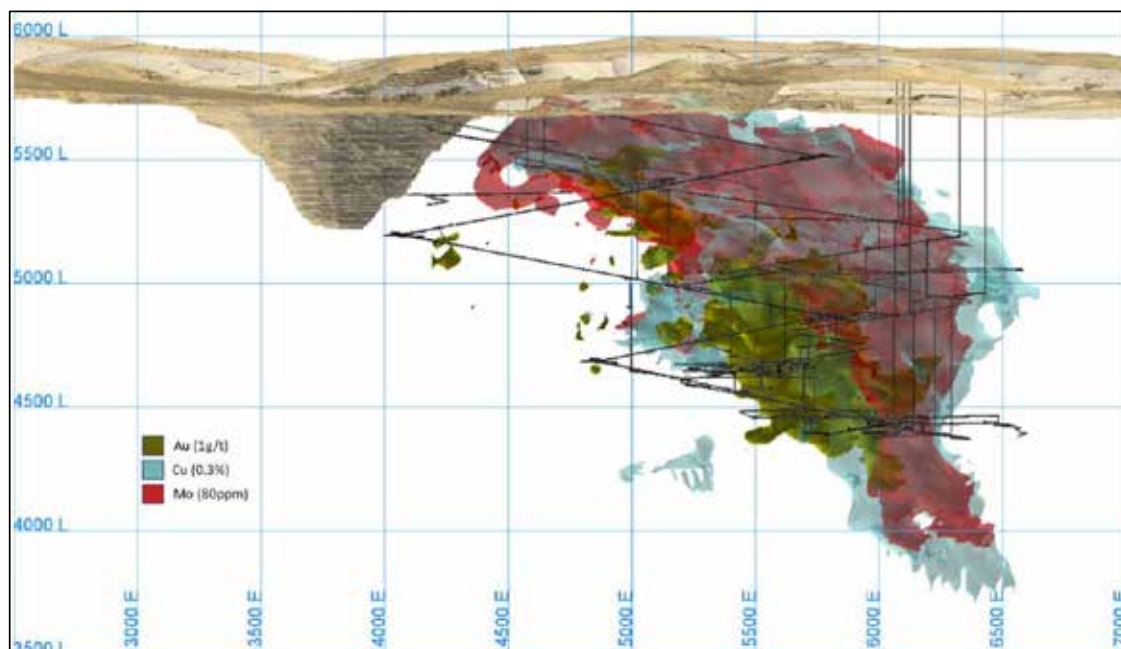 6000 L
5500 L
5000 L
4500 L
4000 L
3500 L
Au (1g/t)
Cu (0.3%)
Mo (80ppm)
3000 E
3500 E
4000 E
4500 E
5000 E
5500 E
6000 E
6500 E
7000 E